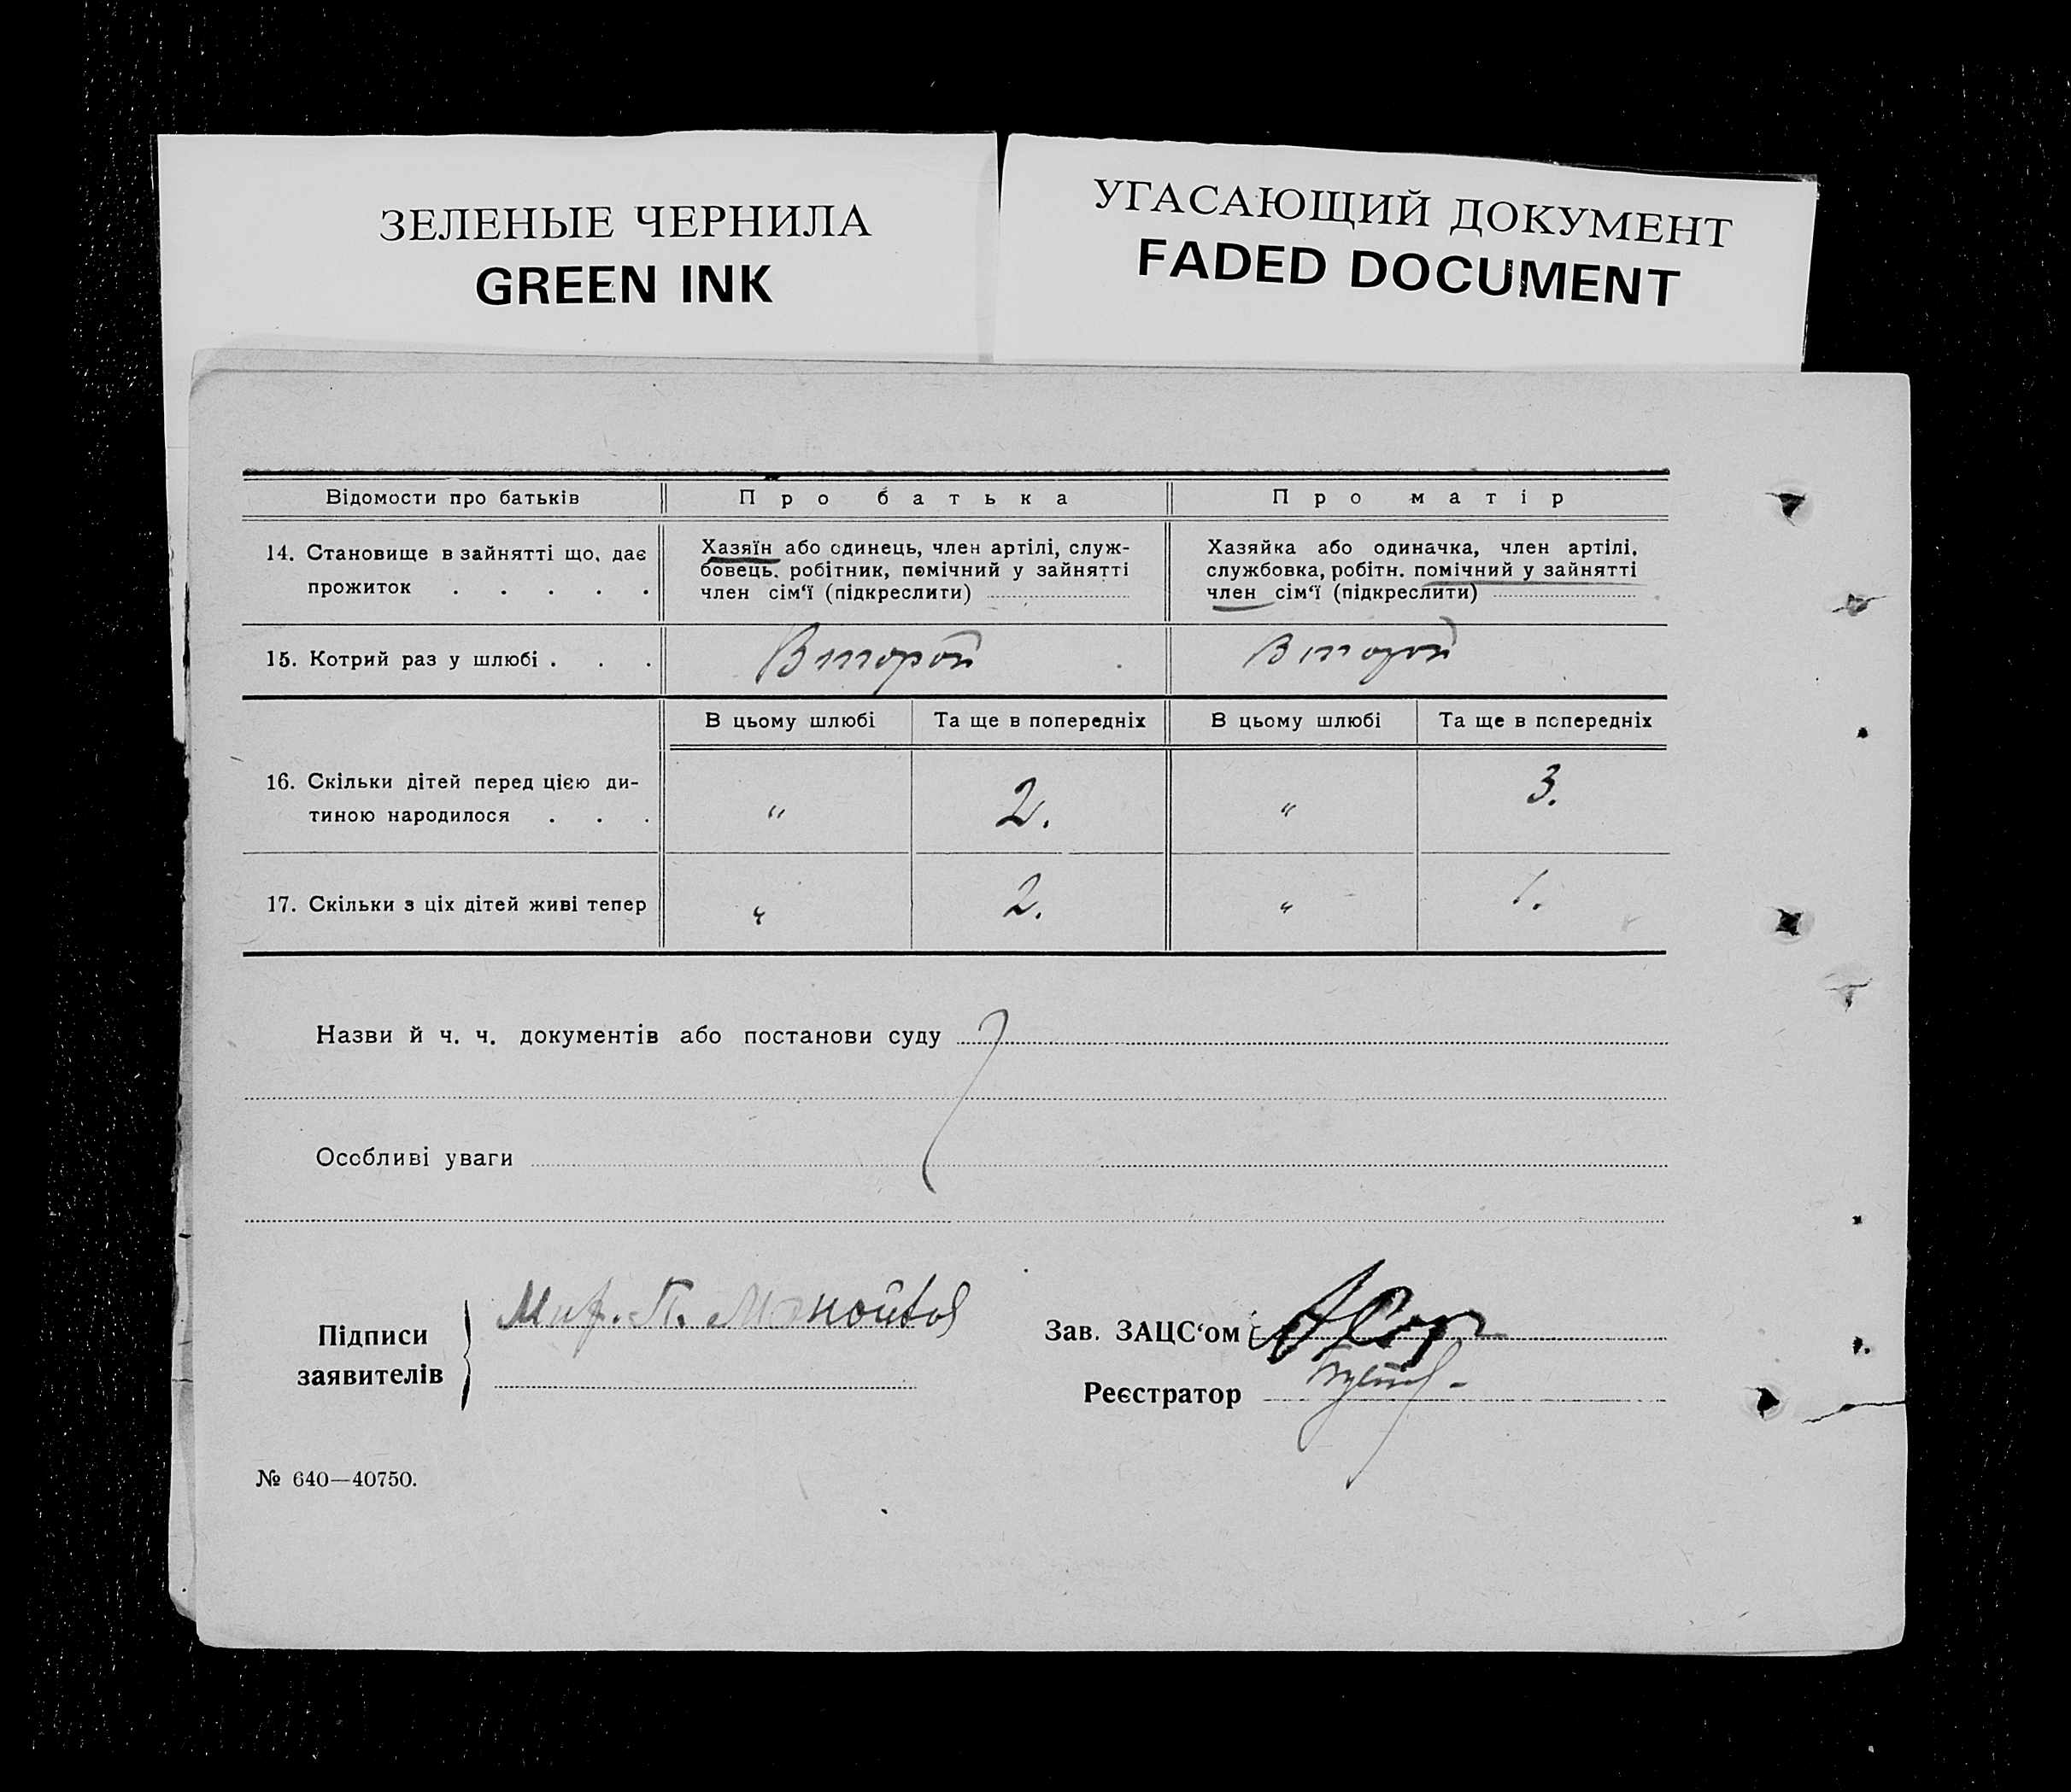 ЗЕЛЕНЫЕ ЧЕРНИЛА
GREEN INK
УГАСАЮЩИЙ ДОКУМЕНТ
FADED DOCUMENT
Відомости про батьків Про батька Про матір
14. Становище в зайнятті що, дає прожиток . . . . .
Хазяїн або одинець, член артілі, служ-
бовець. робітник, помічний у зайнятті
член сім‘ї (підкреслити)
Хазяйка або одиначка, член артілі,
службовка, робітн. помічний у зайнятті
член сім‘ї (підкреслити)
15. Котрий раз у шлюбі . . . Второй Второй
В цьому шлюбі Та ще в попередніх В цьому шлюбі Та ще в попередніх
16. Скільки дітей перед цією ди-
тиною народилося . . . " 2. " 3.
17. Скільки з ціх дітей живі тепер " 2. " 1.
Назви й ч. ч. документів або постанови суду
Особливі уваги
Підписи
заявителів
Зав. ЗАЦС‘ом
Реєстратор
№ 640—40750.